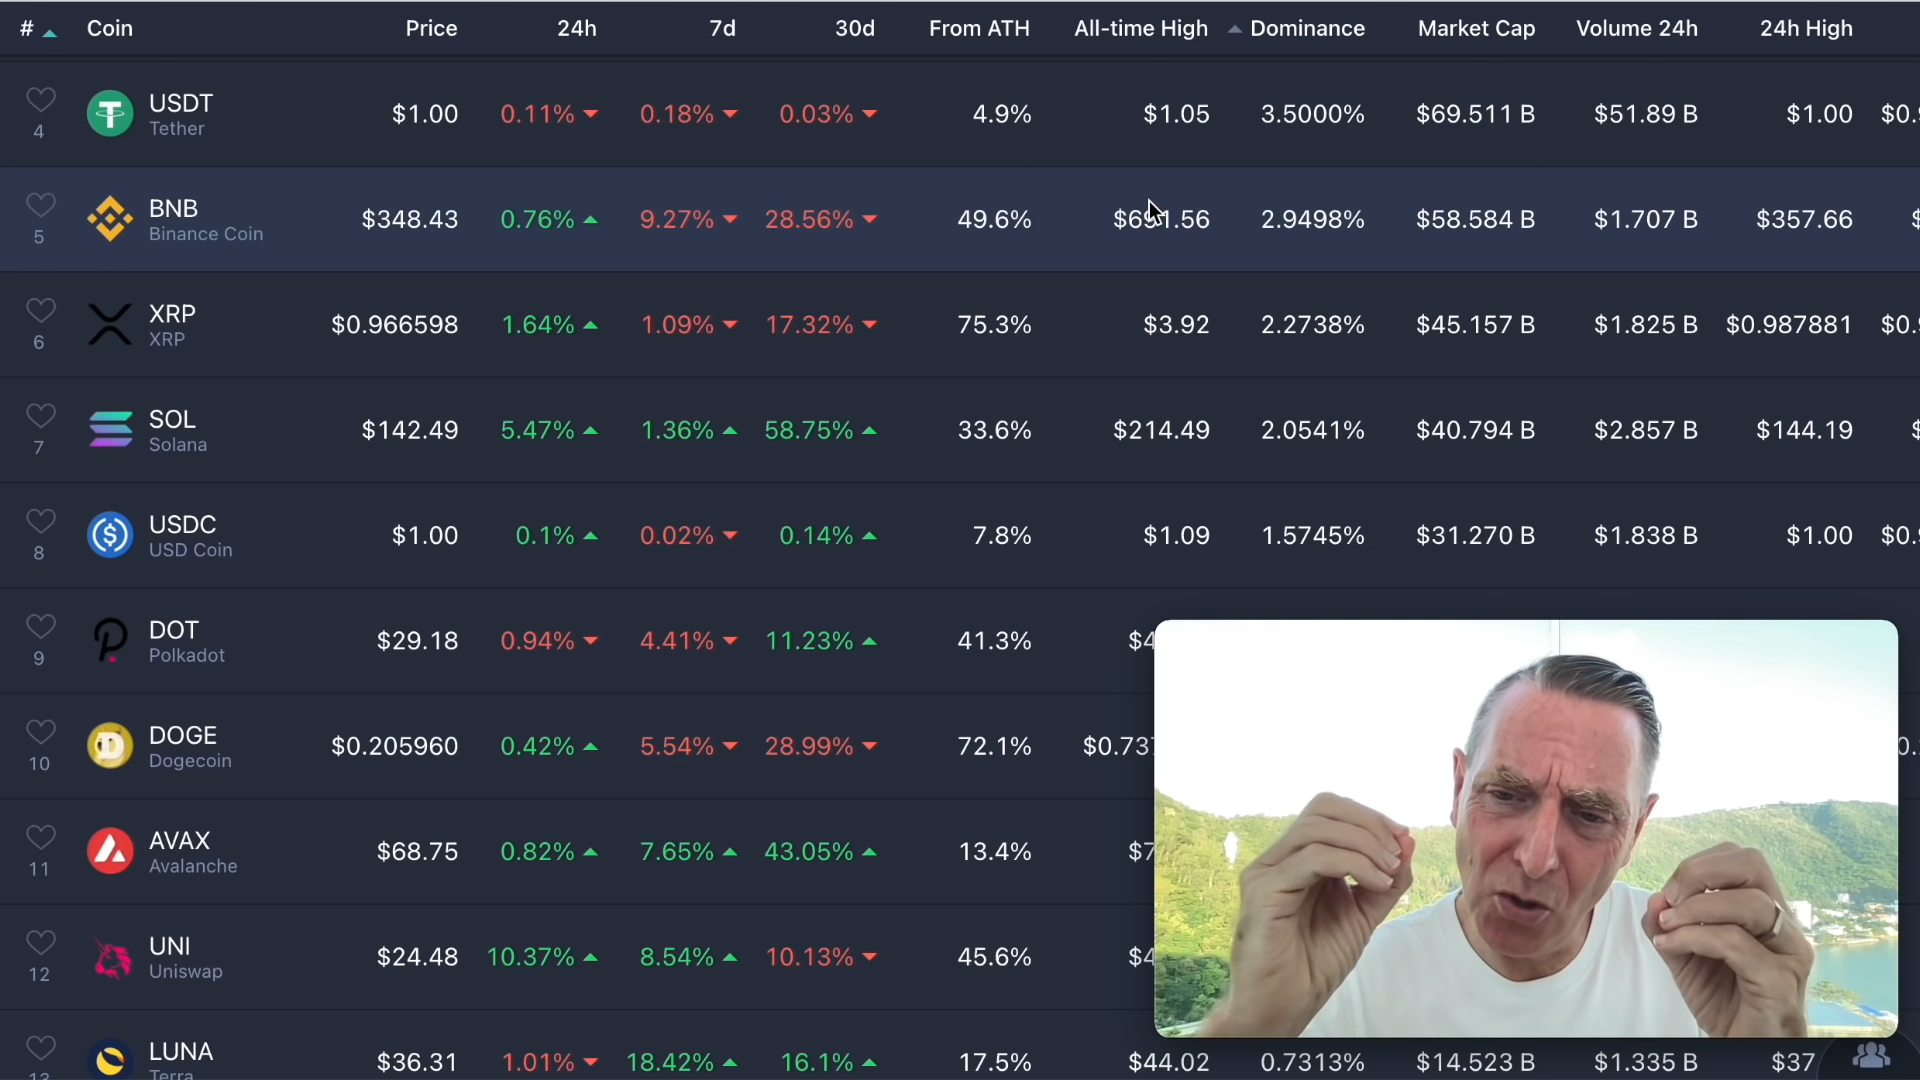 # Coin Price 24h 7d 30d From ATH All-time High Dominance Market Cap Volume 24h 24h High
4 USDT Tether $1.00 0.11% 0.18% 0.03% 4.9% $1.05 3.5000% $69.511 B $51.89 B $1.00
5 BNB Binance Coin $348.43 0.76% 9.27% 28.56% 49.6% $691.56 2.9498% $58.584 B $1.707 B $357.66
6 XRP XRP $0.966598 1.64% 1.09% 17.32% 75.3% $3.92 2.2738% $45.157 B $1.825 B $0.987881
7 SOL Solana $142.49 5.47% 1.36% 58.75% 33.6% $214.49 2.0541% $40.794 B $2.857 B $144.19
8 USDC USD Coin $1.00 0.1% 0.02% 0.14% 7.8% $1.09 1.5745% $31.270 B $1.838 B $1.00
9 DOT Polkadot $29.18 0.94% 4.41% 11.23% 41.3%
10 DOGE Dogecoin $0.205960 0.42% 5.54% 28.99% 72.1%
11 AVAX Avalanche $68.75 0.82% 7.65% 43.05% 13.4%
12 UNI Uniswap $24.48 10.37% 8.54% 10.13% 45.6%
13 LUNA Terra $36.31 1.01% 18.42% 16.1% 17.5% $44.02 0.7313% $14.523 B $1.335 B $37